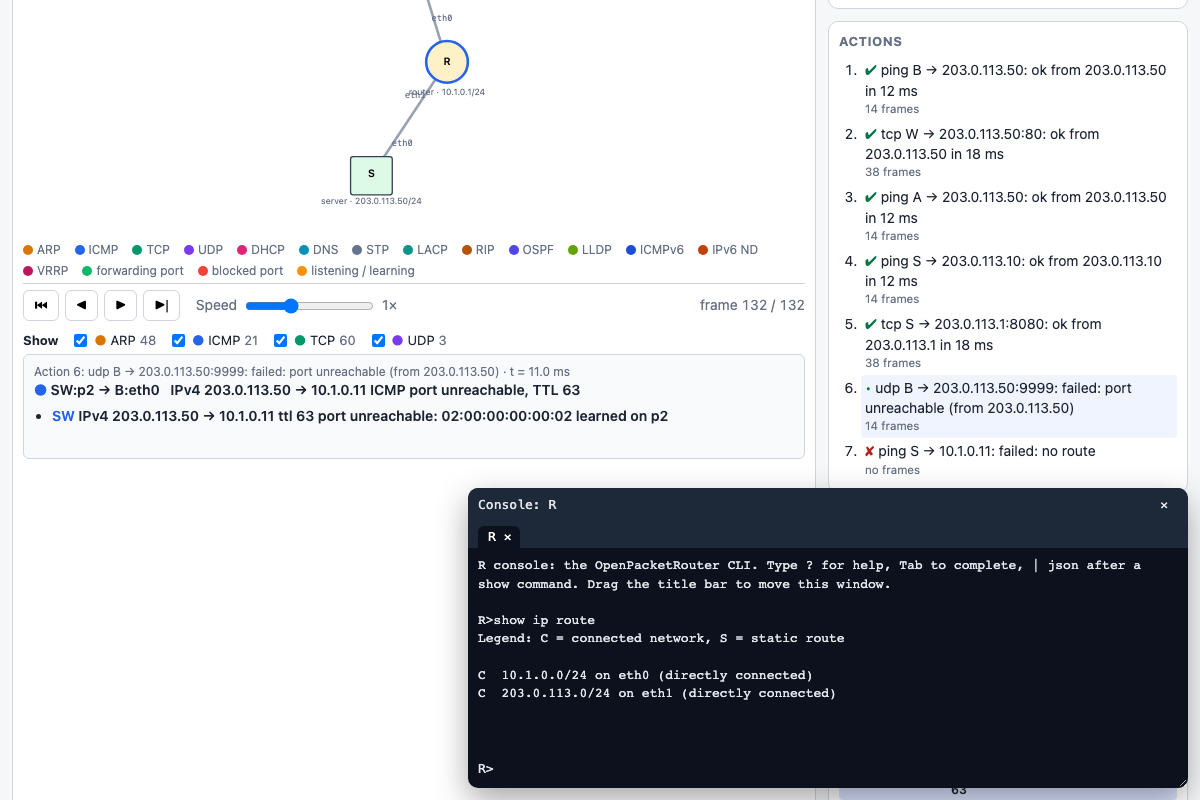 eth0
R
router · 10.1.0.1/24
eth0
S
server · 203.0.113.50/24
ARP ICMP TCP UDP DHCP DNS STP LACP RIP OSPF LLDP ICMPv6 IPv6 ND
VRRP forwarding port blocked port listening / learning
Speed 1× frame 132 / 132
Show ARP 48 ICMP 21 TCP 60 UDP 3
Action 6: udp B → 203.0.113.50:9999: failed: port unreachable (from 203.0.113.50) · t = 11.0 ms
SW:p2 → B:eth0 IPv4 203.0.113.50 → 10.1.0.11 ICMP port unreachable, TTL 63
• SW IPv4 203.0.113.50 → 10.1.0.11 ttl 63 port unreachable: 02:00:00:00:00:02 learned on p2
ACTIONS
1. ✔ ping B → 203.0.113.50: ok from 203.0.113.50
in 12 ms
14 frames
2. ✔ tcp W → 203.0.113.50:80: ok from
203.0.113.50 in 18 ms
38 frames
3. ✔ ping A → 203.0.113.50: ok from 203.0.113.50
in 12 ms
14 frames
4. ✔ ping S → 203.0.113.10: ok from 203.0.113.10
in 12 ms
14 frames
5. ✔ tcp S → 203.0.113.1:8080: ok from
203.0.113.1 in 18 ms
38 frames
6. · udp B → 203.0.113.50:9999: failed: port
unreachable (from 203.0.113.50)
14 frames
7. ✘ ping S → 10.1.0.11: failed: no route
no frames
Console: R ×
R ×
R console: the OpenPacketRouter CLI. Type ? for help, Tab to complete, | json after a
show command. Drag the title bar to move this window.
R>show ip route
Legend: C = connected network, S = static route
C 10.1.0.0/24 on eth0 (directly connected)
C 203.0.113.0/24 on eth1 (directly connected)
R>
63